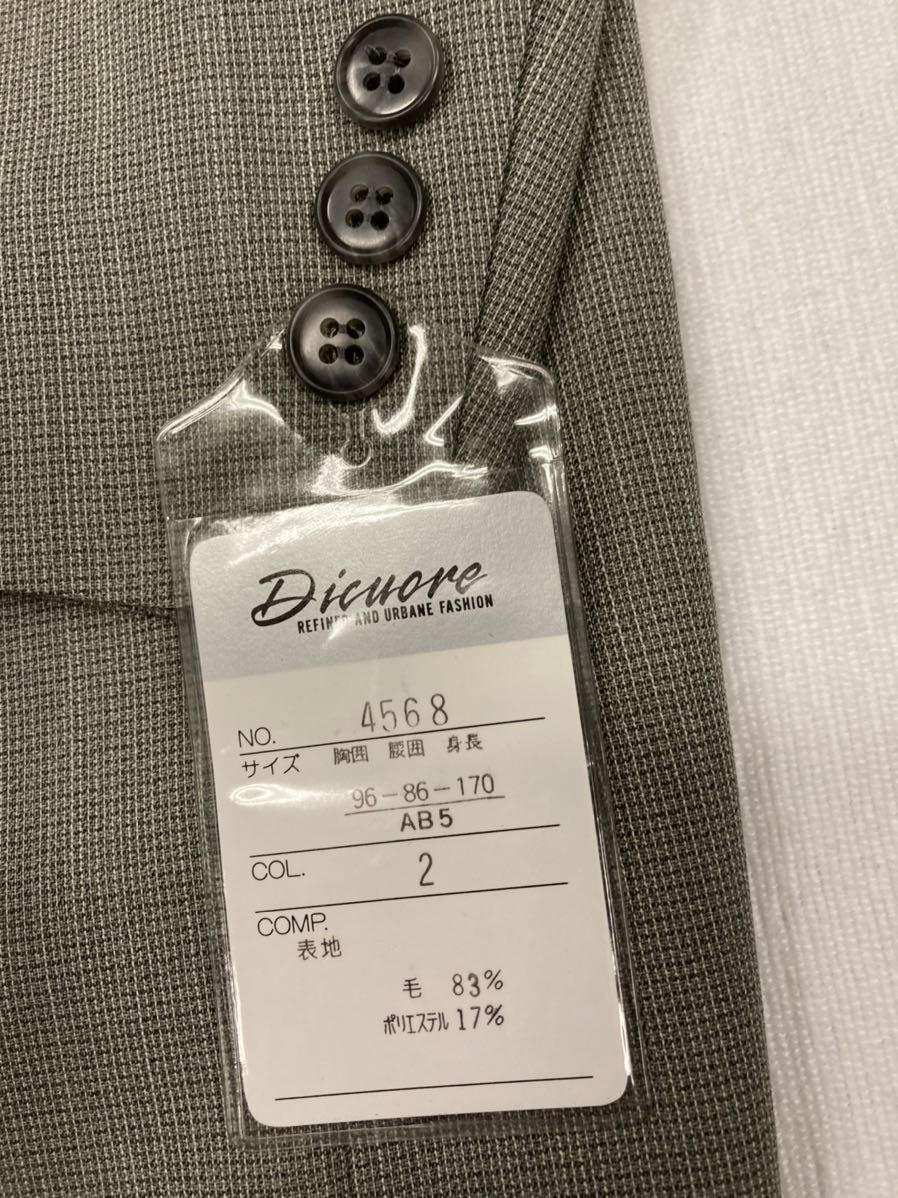 Dicuore
REFINED AND URBANE FASHION
NO. 4568
サイズ 胸囲 腰囲 身長
96-86-170
AB5
COL. 2
COMP.
表地
毛 83%
ポリエステル 17%